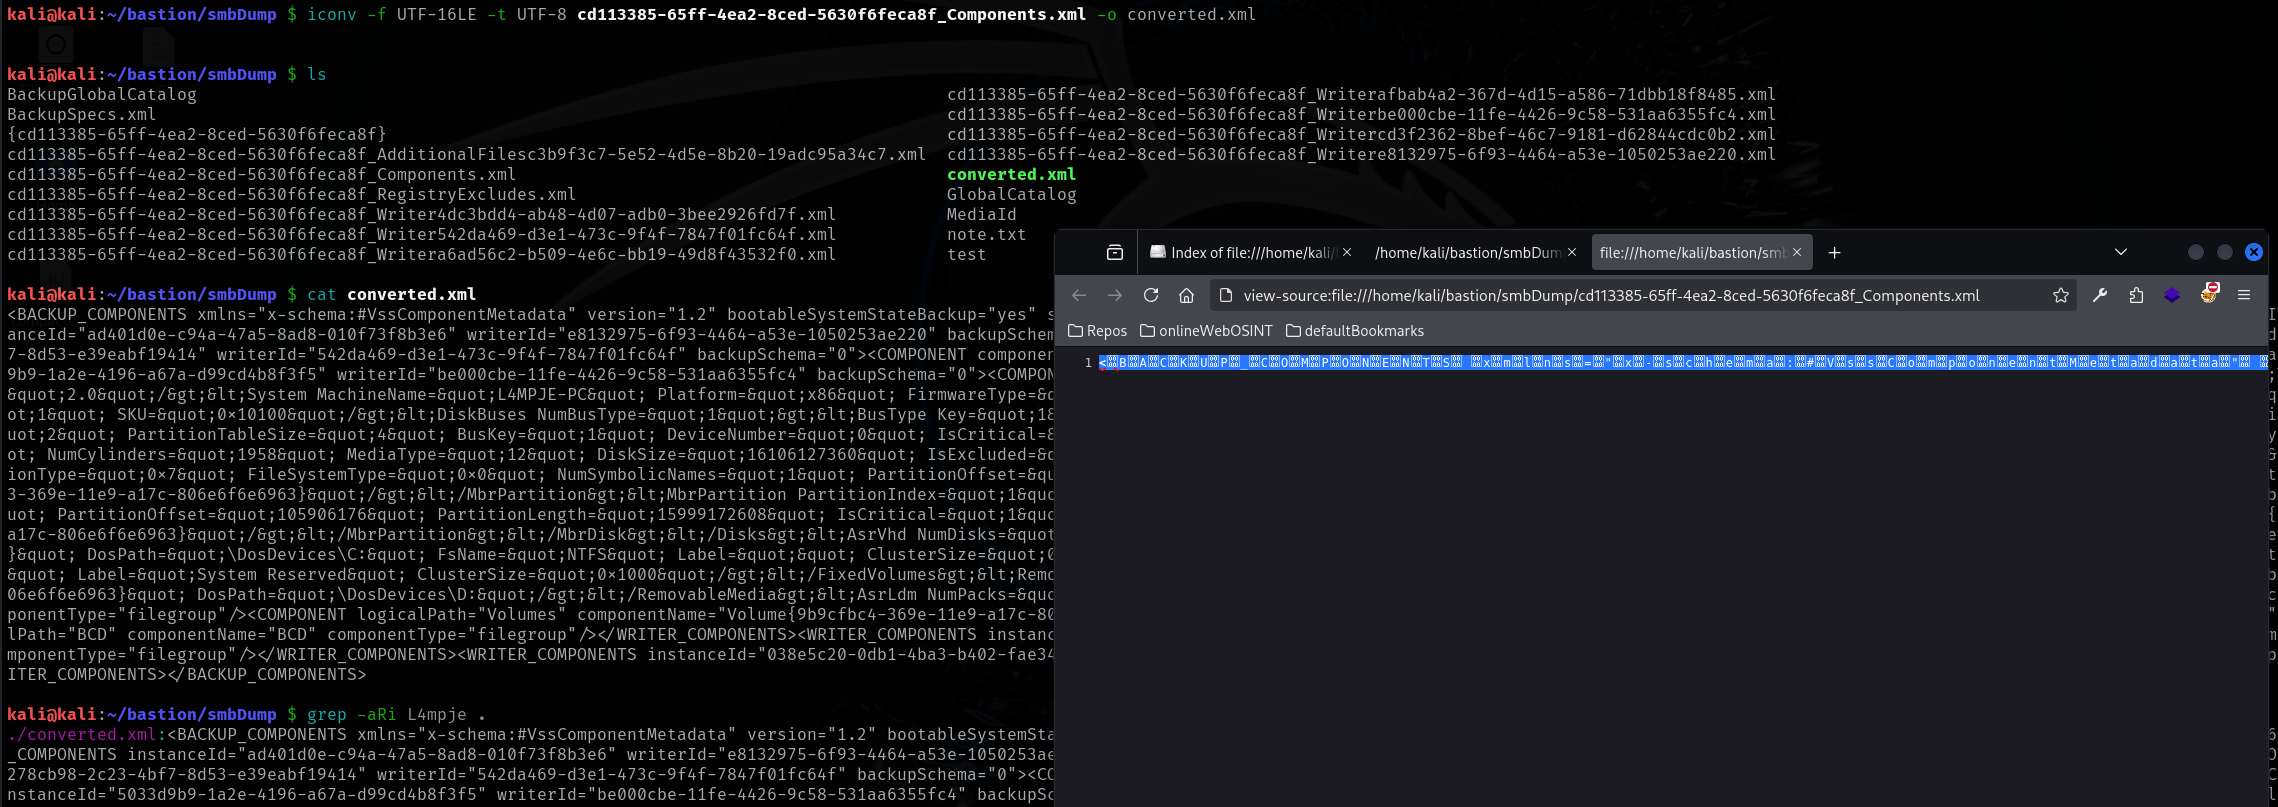 kali@kali:~/bastion/smbDump $ iconv -f UTF-16LE -t UTF-8 cd113385-65ff-4ea2-8ced-5630f6feca8f_Components.xml -o converted.xml
kali@kali:~/bastion/smbDump $ ls
BackupGlobalCatalog cd113385-65ff-4ea2-8ced-5630f6feca8f_Writerafbab4a2-367d-4d15-a586-71dbb18f8485.xml
BackupSpecs.xml cd113385-65ff-4ea2-8ced-5630f6feca8f_Writerbe000cbe-11fe-4426-9c58-531aa6355fc4.xml
{cd113385-65ff-4ea2-8ced-5630f6feca8f} cd113385-65ff-4ea2-8ced-5630f6feca8f_Writercd3f2362-8bef-46c7-9181-d62844cdc0b2.xml
cd113385-65ff-4ea2-8ced-5630f6feca8f_AdditionalFilesc3b9f3c7-5e52-4d5e-8b20-19adc95a34c7.xml cd113385-65ff-4ea2-8ced-5630f6feca8f_Writere8132975-6f93-4464-a53e-1050253ae220.xml
cd113385-65ff-4ea2-8ced-5630f6feca8f_Components.xml converted.xml
cd113385-65ff-4ea2-8ced-5630f6feca8f_RegistryExcludes.xml GlobalCatalog
cd113385-65ff-4ea2-8ced-5630f6feca8f_Writer4dc3bdd4-ab48-4d07-adb0-3bee2926fd7f.xml MediaId
cd113385-65ff-4ea2-8ced-5630f6feca8f_Writer542da469-d3e1-473c-9f4f-7847f01fc64f.xml note.txt
cd113385-65ff-4ea2-8ced-5630f6feca8f_Writera6ad56c2-b509-4e6c-bb19-49d8f43532f0.xml test
kali@kali:~/bastion/smbDump $ cat converted.xml
<BACKUP_COMPONENTS xmlns="x-schema:#VssComponentMetadata" version="1.2" bootableSystemStateBackup="yes" s
anceId="ad401d0e-c94a-47a5-8ad8-010f73f8b3e6" writerId="e8132975-6f93-4464-a53e-1050253ae220" backupSchem
7-8d53-e39eabf19414" writerId="542da469-d3e1-473c-9f4f-7847f01fc64f" backupSchema="0"><COMPONENT componen
9b9-1a2e-4196-a67a-d99cd4b8f3f5" writerId="be000cbe-11fe-4426-9c58-531aa6355fc4" backupSchema="0"><COMPON
&quot;2.0&quot;/&gt;&lt;System MachineName=&quot;L4MPJE-PC&quot; Platform=&quot;x86&quot; FirmwareType=&q
ot;1&quot; SKU=&quot;0×10100&quot;/&gt;&lt;DiskBuses NumBusType=&quot;1&quot;&gt;&lt;BusType Key=&quot;1&
uot;2&quot; PartitionTableSize=&quot;4&quot; BusKey=&quot;1&quot; DeviceNumber=&quot;0&quot; IsCritical=&
ot; NumCylinders=&quot;1958&quot; MediaType=&quot;12&quot; DiskSize=&quot;16106127360&quot; IsExcluded=&q
ionType=&quot;0×7&quot; FileSystemType=&quot;0×0&quot; NumSymbolicNames=&quot;1&quot; PartitionOffset=&qu
3-369e-11e9-a17c-806e6f6e6963}&quot;/&gt;&lt;/MbrPartition&gt;&lt;MbrPartition PartitionIndex=&quot;1&quo
uot; PartitionOffset=&quot;105906176&quot; PartitionLength=&quot;15999172608&quot; IsCritical=&quot;1&quo
a17c-806e6f6e6963}&quot;/&gt;&lt;/MbrPartition&gt;&lt;/MbrDisk&gt;&lt;/Disks&gt;&lt;AsrVhd NumDisks=&quot
}&quot; DosPath=&quot;\DosDevices\C:&quot; FsName=&quot;NTFS&quot; Label=&quot;&quot; ClusterSize=&quot;0
&quot; Label=&quot;System Reserved&quot; ClusterSize=&quot;0×1000&quot;/&gt;&lt;/FixedVolumes&gt;&lt;Remo
06e6f6e6963}&quot; DosPath=&quot;\DosDevices\D:&quot;/&gt;&lt;/RemovableMedia&gt;&lt;AsrLdm NumPacks=&quo
ponentType="filegroup"/><COMPONENT logicalPath="Volumes" componentName="Volume{9b9cfbc4-369e-11e9-a17c-80
lPath="BCD" componentName="BCD" componentType="filegroup"/></WRITER_COMPONENTS><WRITER_COMPONENTS instanc
mponentType="filegroup"/></WRITER_COMPONENTS><WRITER_COMPONENTS instanceId="038e5c20-0db1-4ba3-b402-fae34
ITER_COMPONENTS></BACKUP_COMPONENTS>
kali@kali:~/bastion/smbDump $ grep -aRi L4mpje .
./converted.xml:<BACKUP_COMPONENTS xmlns="x-schema:#VssComponentMetadata" version="1.2" bootableSystemSta
_COMPONENTS instanceId="ad401d0e-c94a-47a5-8ad8-010f73f8b3e6" writerId="e8132975-6f93-4464-a53e-1050253ae
278cb98-2c23-4bf7-8d53-e39eabf19414" writerId="542da469-d3e1-473c-9f4f-7847f01fc64f" backupSchema="0"><CO
nstanceId="5033d9b9-1a2e-4196-a67a-d99cd4b8f3f5" writerId="be000cbe-11fe-4426-9c58-531aa6355fc4" backupSc
Index of file:///home/kali/ /home/kali/bastion/smbDum file:///home/kali/bastion/smb
view-source:file:///home/kali/bastion/smbDump/cd113385-65ff-4ea2-8ced-5630f6feca8f_Components.xml
Repos onlineWebOSINT defaultBookmarks
1 <BACKUP_COMPONENTS xmlns="x-schema:#VssComponentMetadata"